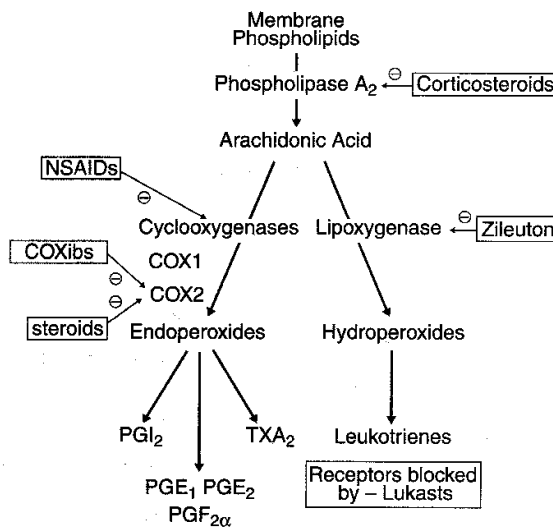 Membrane
Phospholipids
Phospholipase A₂
⊖
Corticosteroids
Arachidonic Acid
NSAIDs
⊖
Cyclooxygenases
Lipoxygenase
⊖
Zileuton
COXibs
COX1
⊖
⊖
COX2
steroids
Endoperoxides
Hydroperoxides
PGI₂
TXA₂
Leukotrienes
PGE₁ PGE₂
PGF₂α
Receptors blocked
by – Lukasts